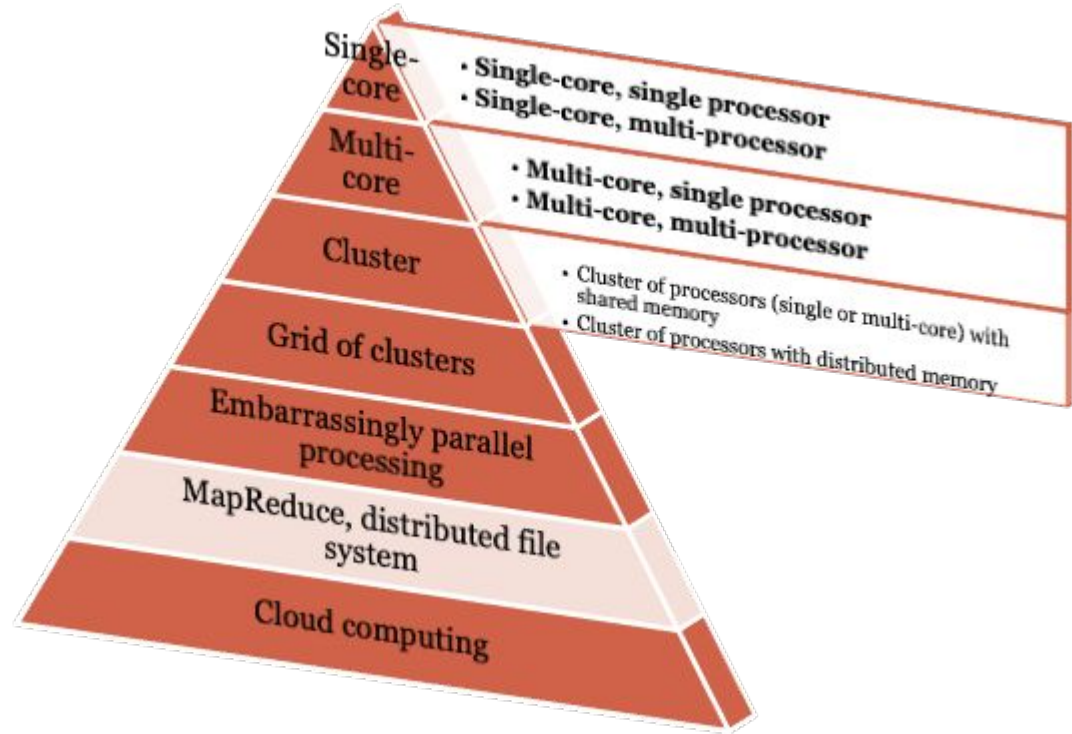 Single-
core
• Single-core, single processor
• Single-core, multi-processor
Multi-
core
• Multi-core, single processor
• Multi-core, multi-processor
Cluster
• Cluster of processors (single or multi-core) with
shared memory
• Cluster of processors with distributed memory
Grid of clusters
Embarrassingly parallel
processing
MapReduce, distributed file
system
Cloud computing